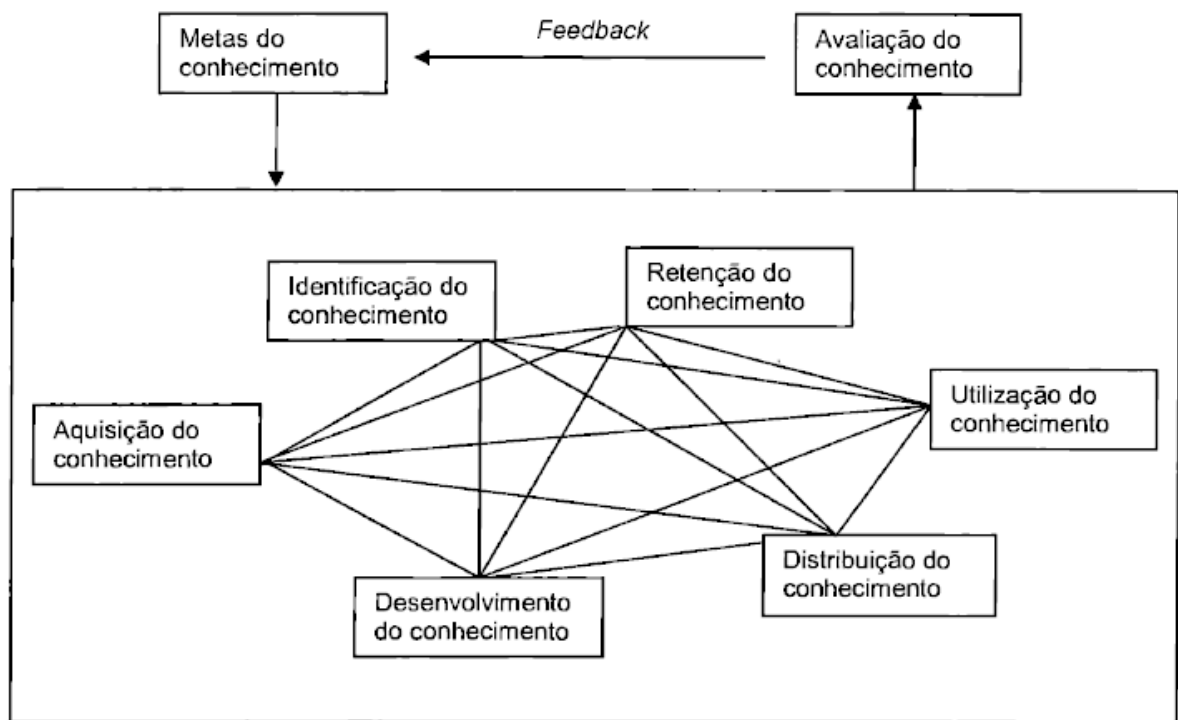 Metas do
conhecimento
Feedback
Avaliação do
conhecimento
Identificação do
conhecimento
Retenção do
conhecimento
Aquisição do
conhecimento
Utilização do
conhecimento
Desenvolvimento
do conhecimento
Distribuição do
conhecimento